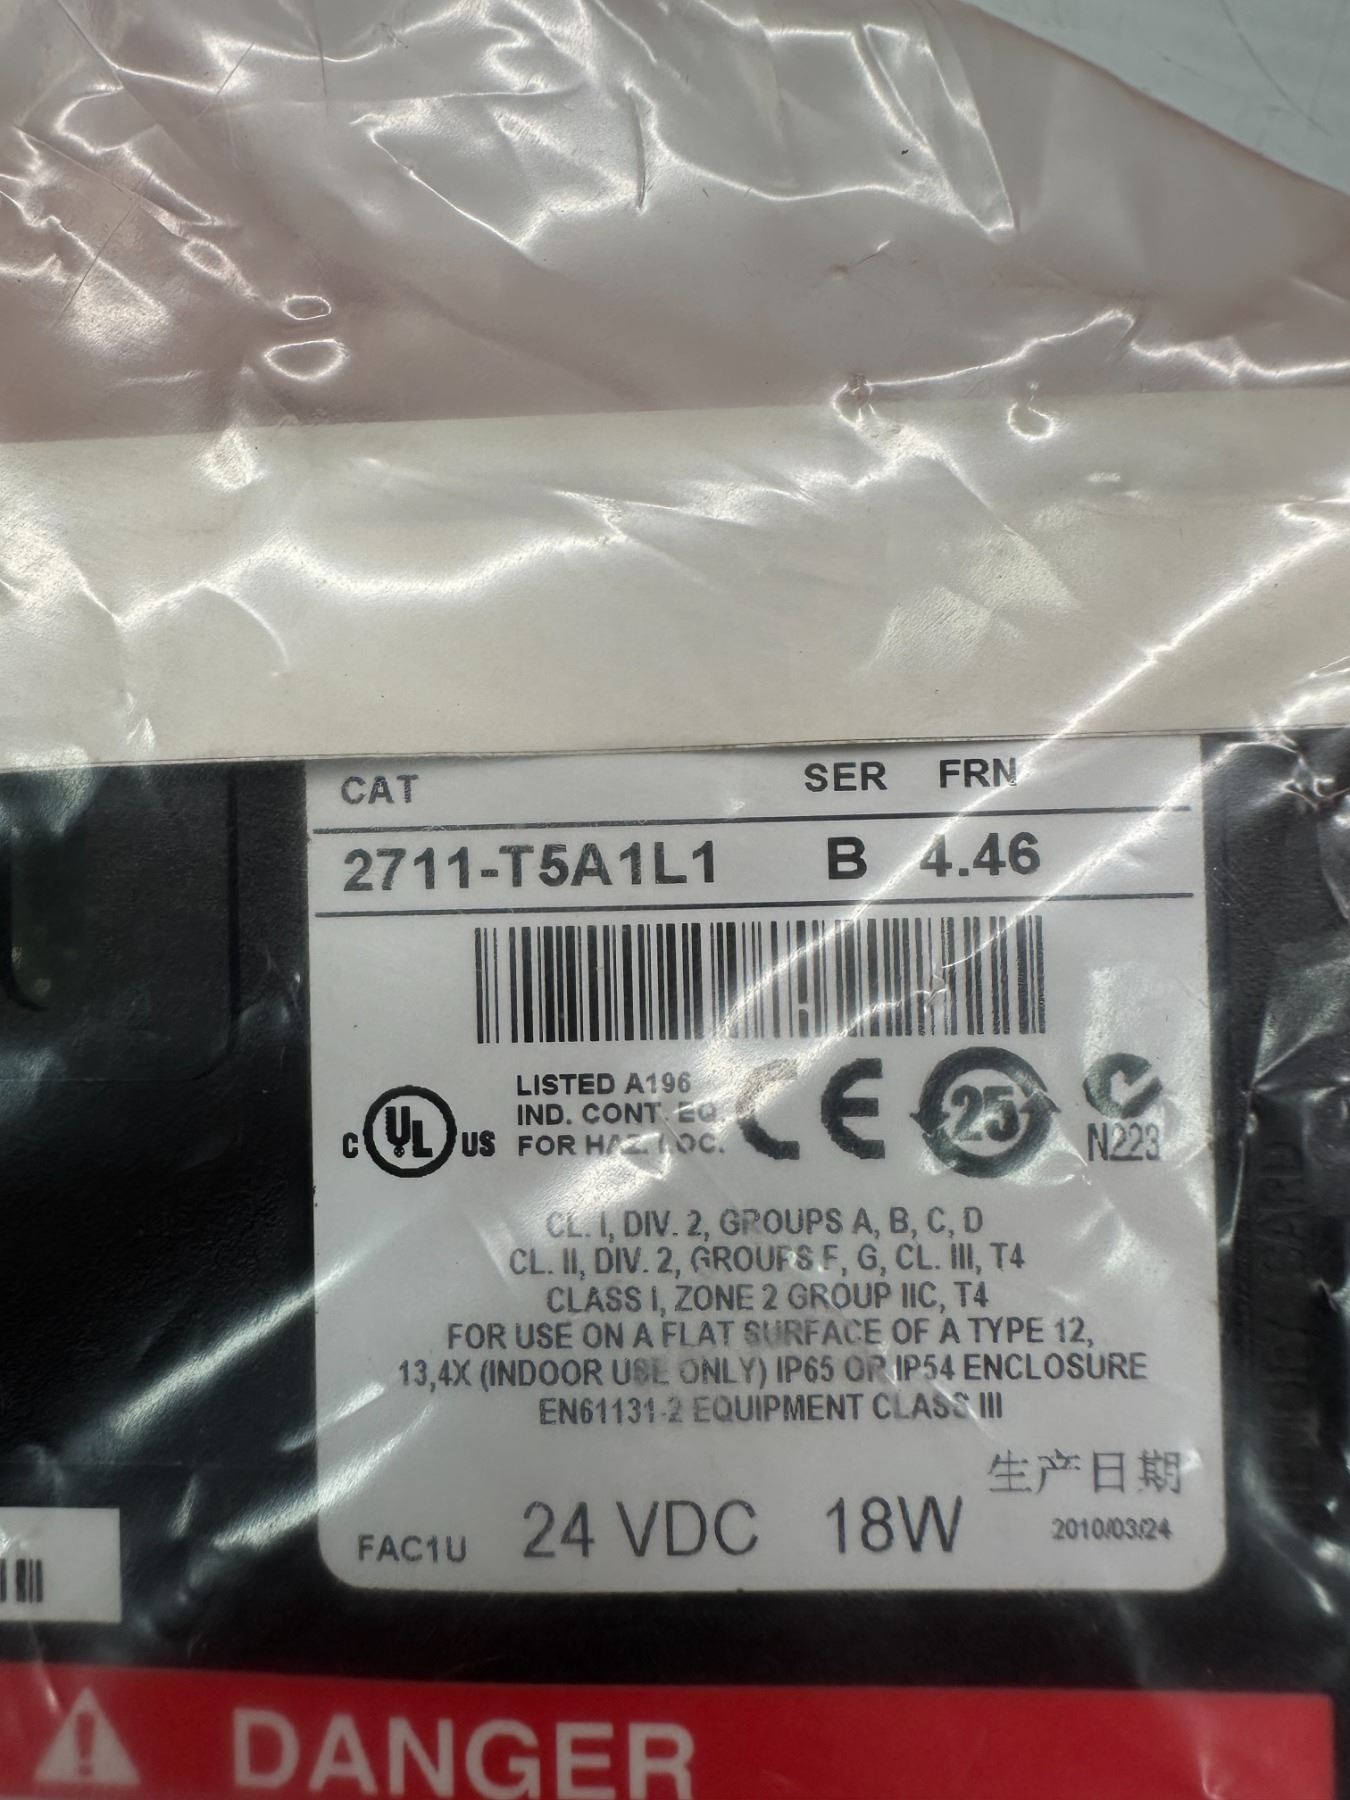 CAT SER FRN
2711-T5A1L1 B 4.46
LISTED A196
IND. CONT. EQ
FOR HAZ. LOC.
C UL US
CE
25
N223
CL. I, DIV. 2, GROUPS A, B, C, D
CL. II, DIV. 2, GROUPS F, G, CL. III, T4
CLASS I, ZONE 2 GROUP IIC, T4
FOR USE ON A FLAT SURFACE OF A TYPE 12,
13,4X (INDOOR USE ONLY) IP65 OR IP54 ENCLOSURE
EN61131-2 EQUIPMENT CLASS III
生产日期
FAC1U 24 VDC 18W 2010/03/24
DANGER